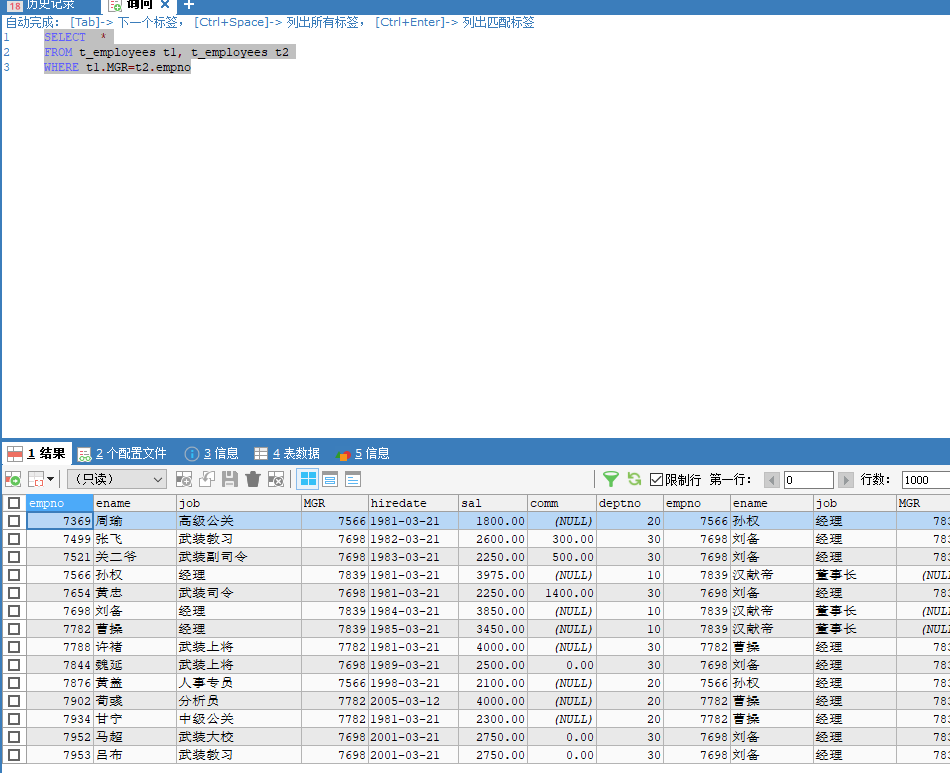 18 历史记录 询问 × +
自动完成： [Tab]-> 下一个标签， [Ctrl+Space]-> 列出所有标签， [Ctrl+Enter]-> 列出匹配标签
1 SELECT *
2 FROM t_employees t1, t_employees t2
3 WHERE t1.MGR=t2.empno
1 结果 2 个配置文件 3 信息 4 表数据 5 信息
（只读） 限制行 第一行： 0 行数： 1000
empno ename job MGR hiredate sal comm deptno empno ename job MGR
7369 周瑜 高级公关 7566 1981-03-21 1800.00 (NULL) 20 7566 孙权 经理 783
7499 张飞 武装教习 7698 1982-03-21 2600.00 300.00 30 7698 刘备 经理 783
7521 关二爷 武装副司令 7698 1983-03-21 2250.00 500.00 30 7698 刘备 经理 783
7566 孙权 经理 7839 1981-03-21 3975.00 (NULL) 10 7839 汉献帝 董事长 (NUL
7654 黄忠 武装司令 7698 1981-03-21 2250.00 1400.00 30 7698 刘备 经理 783
7698 刘备 经理 7839 1984-03-21 3850.00 (NULL) 10 7839 汉献帝 董事长 (NUL
7782 曹操 经理 7839 1985-03-21 3450.00 (NULL) 10 7839 汉献帝 董事长 (NUL
7788 许褚 武装上将 7782 1981-03-21 4000.00 (NULL) 30 7782 曹操 经理 783
7844 魏延 武装上将 7698 1989-03-21 2500.00 0.00 30 7698 刘备 经理 783
7876 黄盖 人事专员 7566 1998-03-21 2100.00 (NULL) 20 7566 孙权 经理 783
7902 荀彧 分析员 7782 2005-03-12 4000.00 (NULL) 20 7782 曹操 经理 783
7934 甘宁 中级公关 7782 1981-03-21 2300.00 (NULL) 20 7782 曹操 经理 783
7952 马超 武装大校 7698 2001-03-21 2750.00 0.00 30 7698 刘备 经理 783
7953 吕布 武装教习 7698 2001-03-21 2750.00 0.00 30 7698 刘备 经理 783